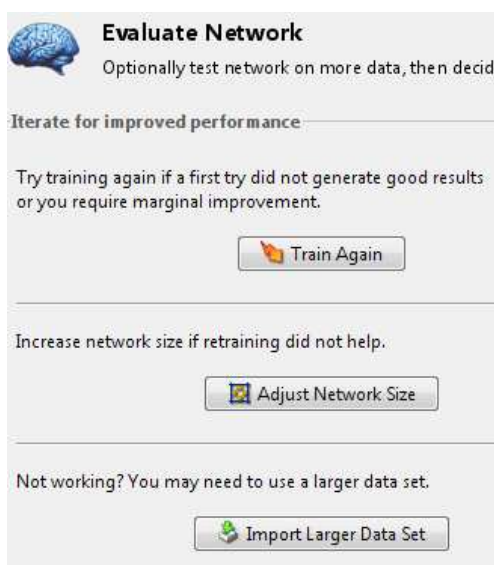 Evaluate Network
Optionally test network on more data, then decid
Iterate for improved performance
Try training again if a first try did not generate good results
or you require marginal improvement.
Train Again
Increase network size if retraining did not help.
Adjust Network Size
Not working? You may need to use a larger data set.
Import Larger Data Set